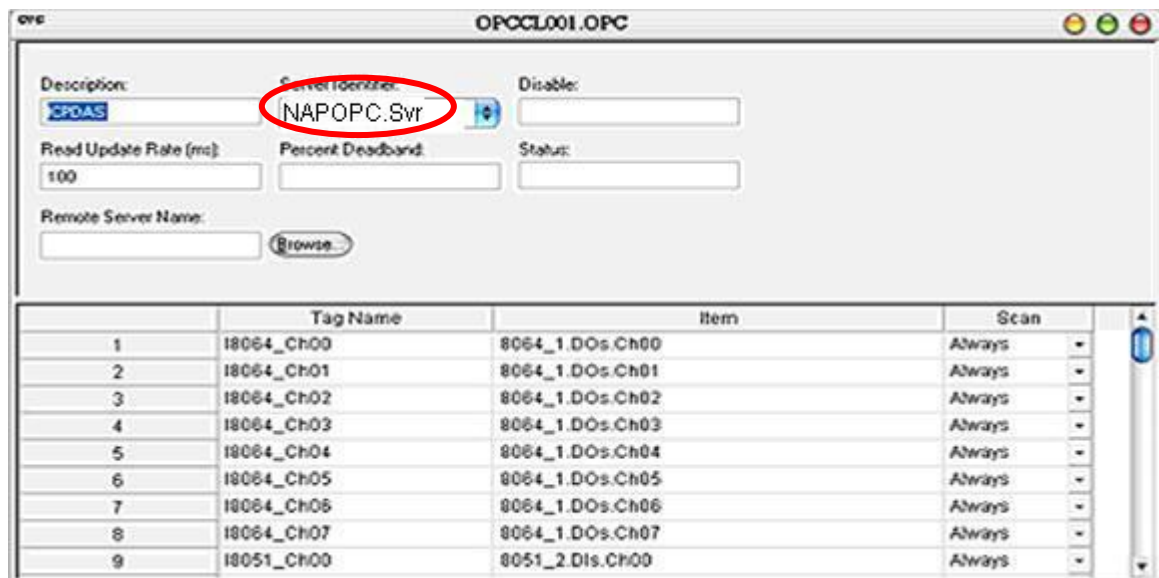 OPC OPCCL001.OPC
Description: Server Identifier: Disable:
ICPDAS NAPOPC.Svr
Read Update Rate (ms): Percent Deadband: Status:
100
Remote Server Name:
Browse...
Tag Name Item Scan
1 I8064_Ch00 8064_1.DOs.Ch00 Always
2 I8064_Ch01 8064_1.DOs.Ch01 Always
3 I8064_Ch02 8064_1.DOs.Ch02 Always
4 I8064_Ch03 8064_1.DOs.Ch03 Always
5 I8064_Ch04 8064_1.DOs.Ch04 Always
6 I8064_Ch05 8064_1.DOs.Ch05 Always
7 I8064_Ch06 8064_1.DOs.Ch06 Always
8 I8064_Ch07 8064_1.DOs.Ch07 Always
9 I8051_Ch00 8051_2.DIs.Ch00 Always